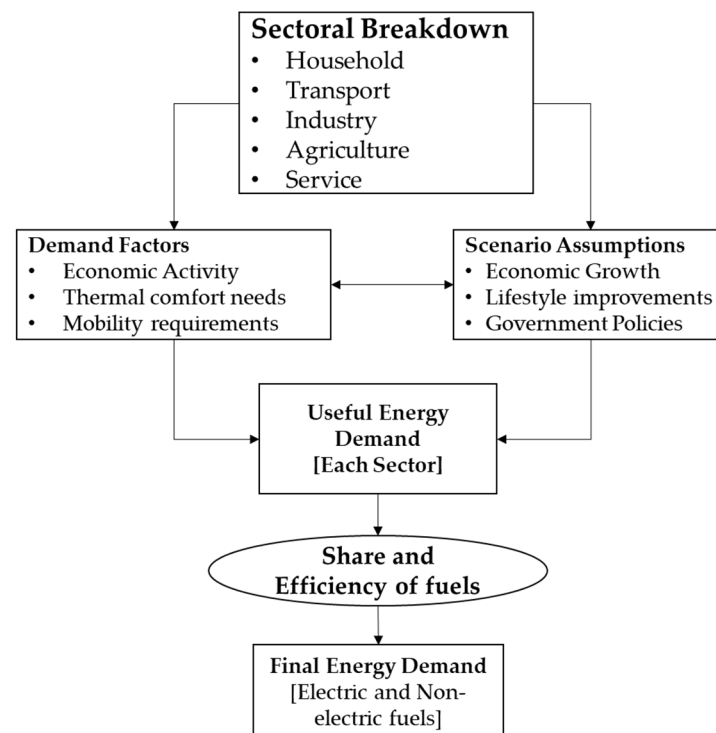 Sectoral Breakdown
• Household
• Transport
• Industry
• Agriculture
• Service
Demand Factors
• Economic Activity
• Thermal comfort needs
• Mobility requirements
Scenario Assumptions
• Economic Growth
• Lifestyle improvements
• Government Policies
Useful Energy
Demand
[Each Sector]
Share and
Efficiency of fuels
Final Energy Demand
[Electric and Non-
electric fuels]